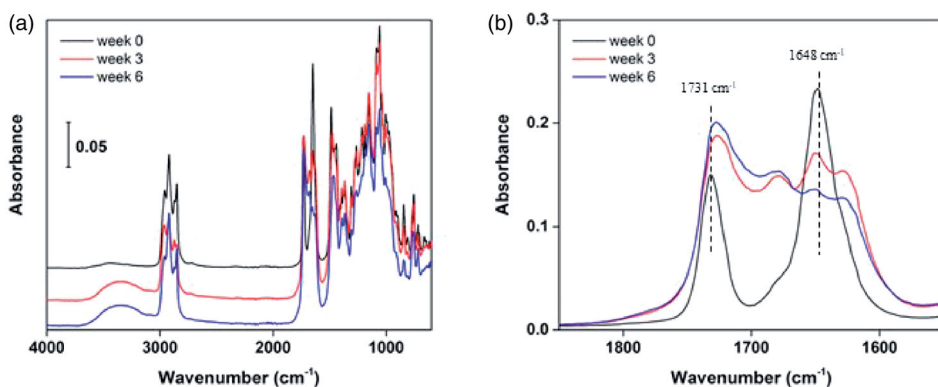 (a)
week 0
week 3
week 6
0.05
Absorbance
4000 3000 2000 1000
Wavenumber (cm⁻¹)
(b)
week 0
week 3
week 6
1731 cm⁻¹
1648 cm⁻¹
0.3
0.2
0.1
0.0
Absorbance
1800 1700 1600
Wavenumber (cm⁻¹)